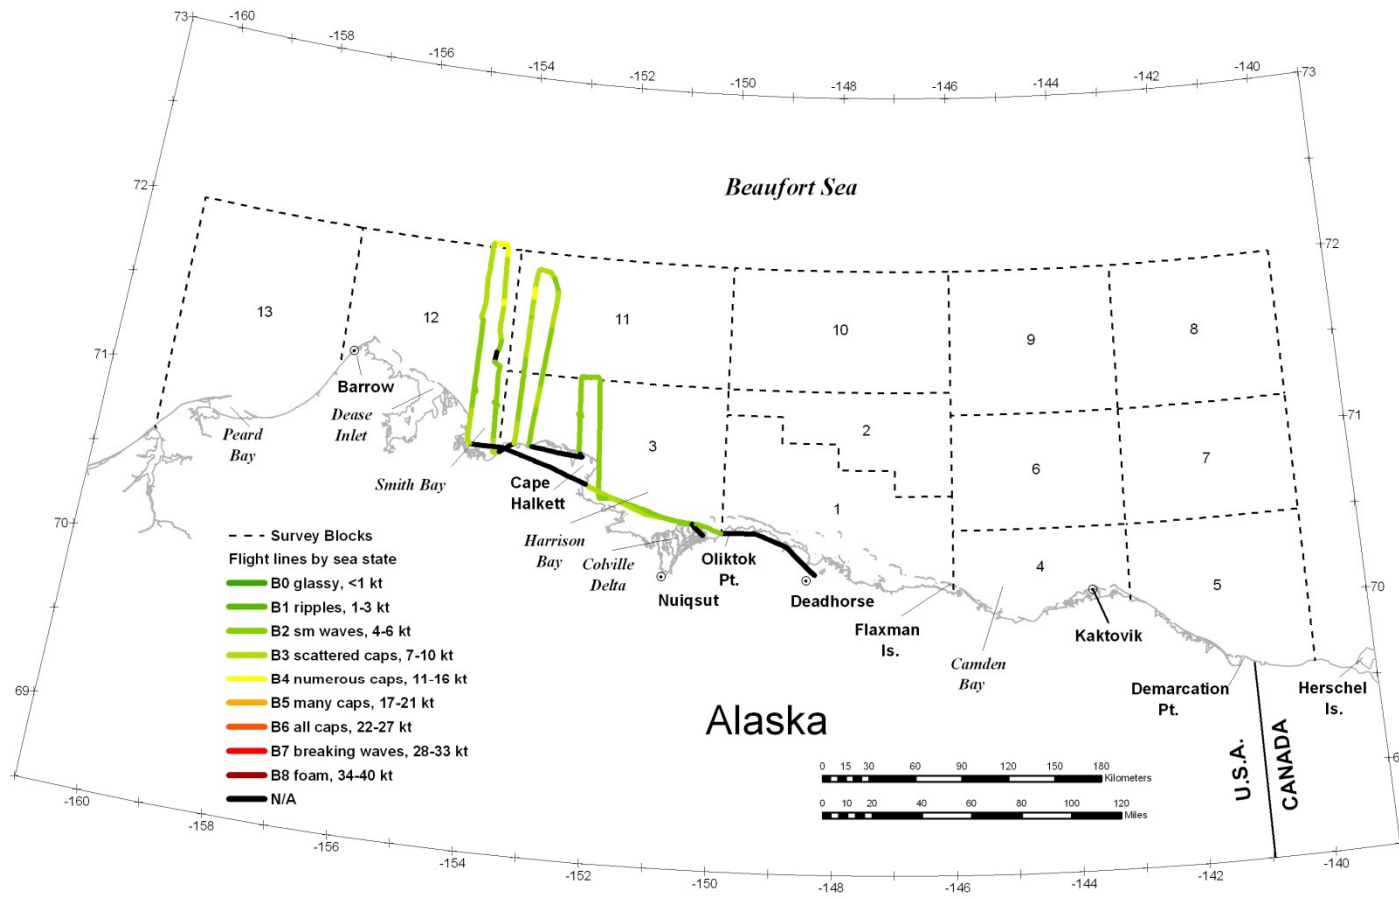 73
-160
-158
-156
-154
-152
-150
-148
-146
-144
-142
-140
73
72
Beaufort Sea
72
13
12
11
10
9
8
71
Barrow
Dease
Inlet
Peard
Bay
Smith Bay
3
2
1
6
7
71
Cape
Halkett
70
Harrison
Bay
Colville
Delta
Oliktok
Pt.
Nuiqsut
Deadhorse
Flaxman
Is.
4
5
70
Kaktovik
Camden
Bay
Demarcation
Pt.
Herschel
Is.
Survey Blocks
Flight lines by sea state
B0 glassy, <1 kt
B1 ripples, 1-3 kt
B2 sm waves, 4-6 kt
B3 scattered caps, 7-10 kt
B4 numerous caps, 11-16 kt
B5 many caps, 17-21 kt
B6 all caps, 22-27 kt
B7 breaking waves, 28-33 kt
B8 foam, 34-40 kt
N/A
69
Alaska
U.S.A.
CANADA
0 15 30 60 90 120 150 180
Kilometers
0 10 20 40 60 80 100 120
Miles
-160
-158
-156
-154
-152
-150
-148
-146
-144
-142
-140